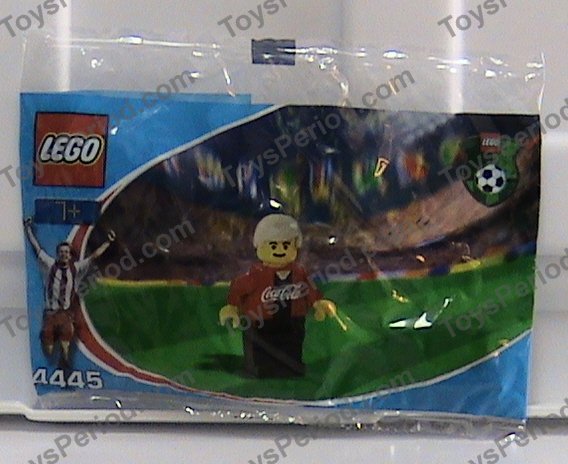 LEGO
LEGO
7+
Coca-Cola
4445
ToysPeriod.com